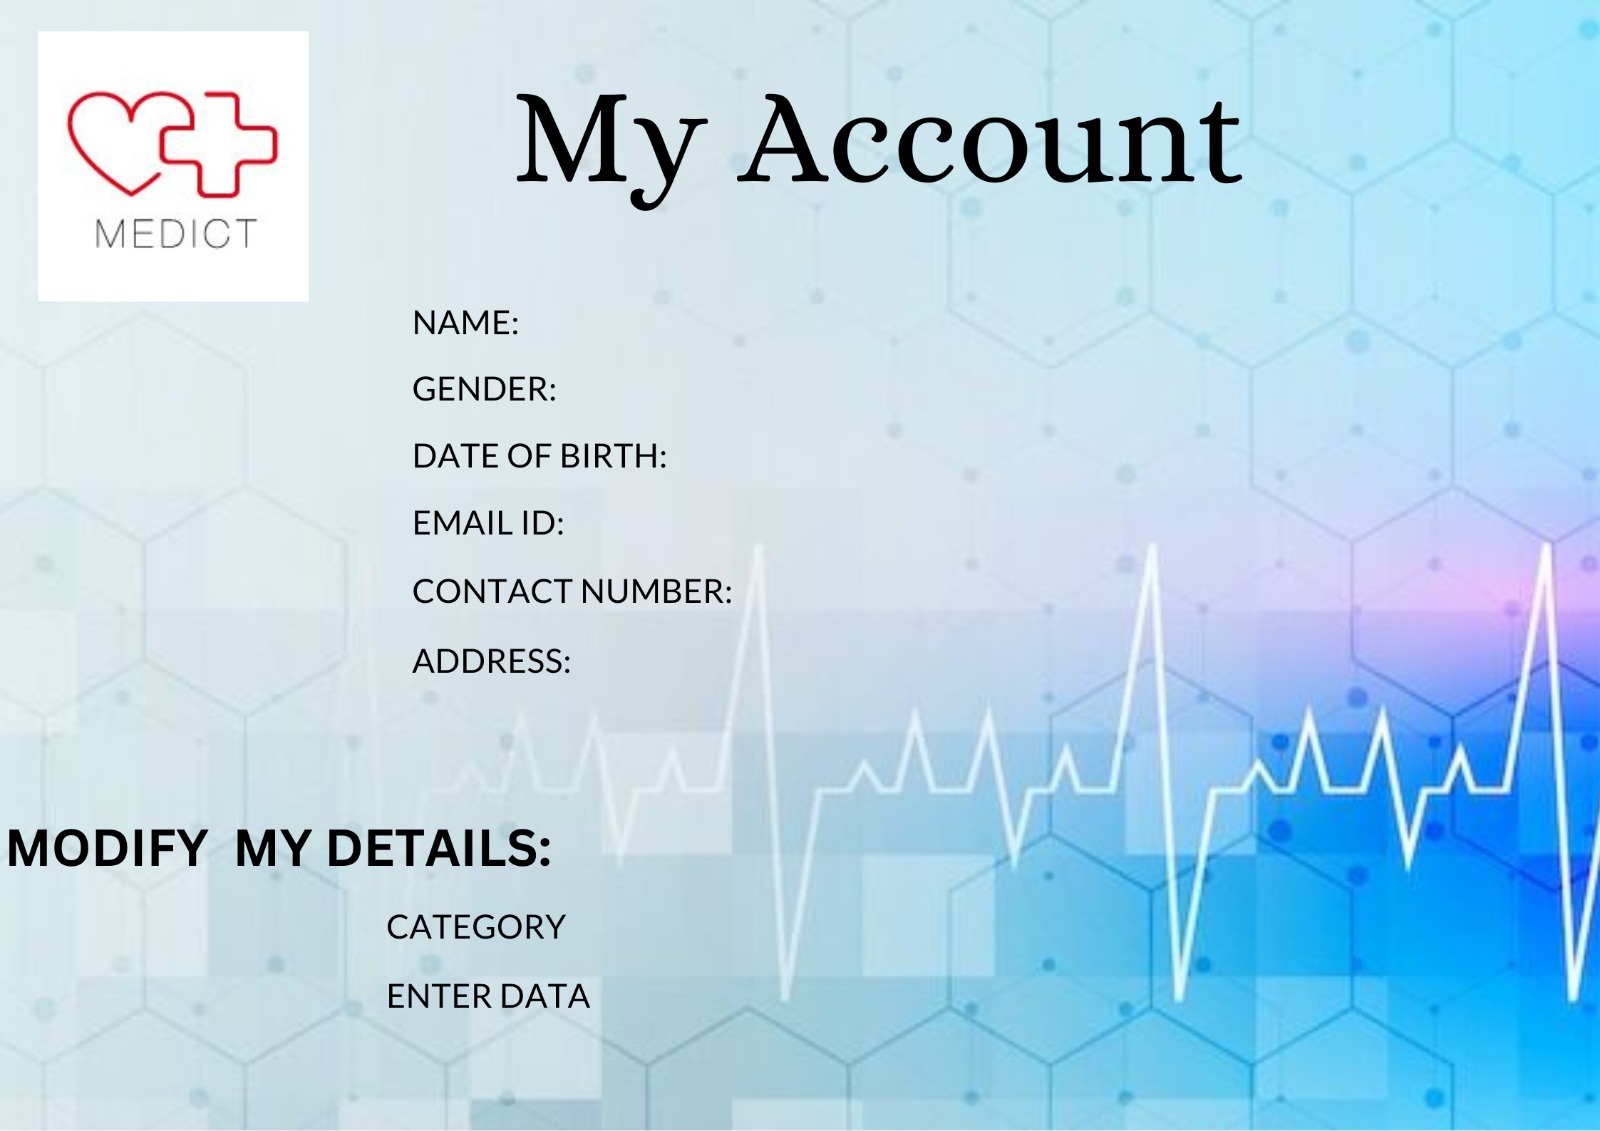 MEDICT
My Account
NAME:
GENDER:
DATE OF BIRTH:
EMAIL ID:
CONTACT NUMBER:
ADDRESS:
MODIFY  MY DETAILS:
CATEGORY
ENTER DATA